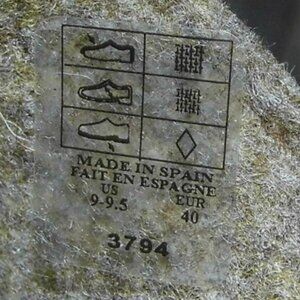 MADE IN SPAIN
FAIT EN ESPAGNE
US EUR
9-9.5 40
3794